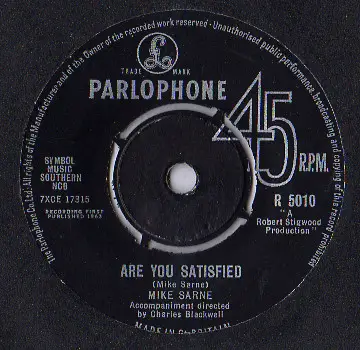 The Parlophone Co.Ltd. All rights of the Manufacturer and of the Owner of the recorded work reserved · Unauthorised public performance, broadcasting and copying of this record prohibited
£
TRADE MARK
PARLOPHONE
45
R.P.M.
SYMBOL
MUSIC
SOUTHERN
NCB
7XCE 17315
RECORDING FIRST
PUBLISHED 1963
R 5010
"A
Robert Stigwood
Production"
ARE YOU SATISFIED
(Mike Sarne)
MIKE SARNE
Accompaniment directed
by Charles Blackwell
MADE IN GT BRITAIN